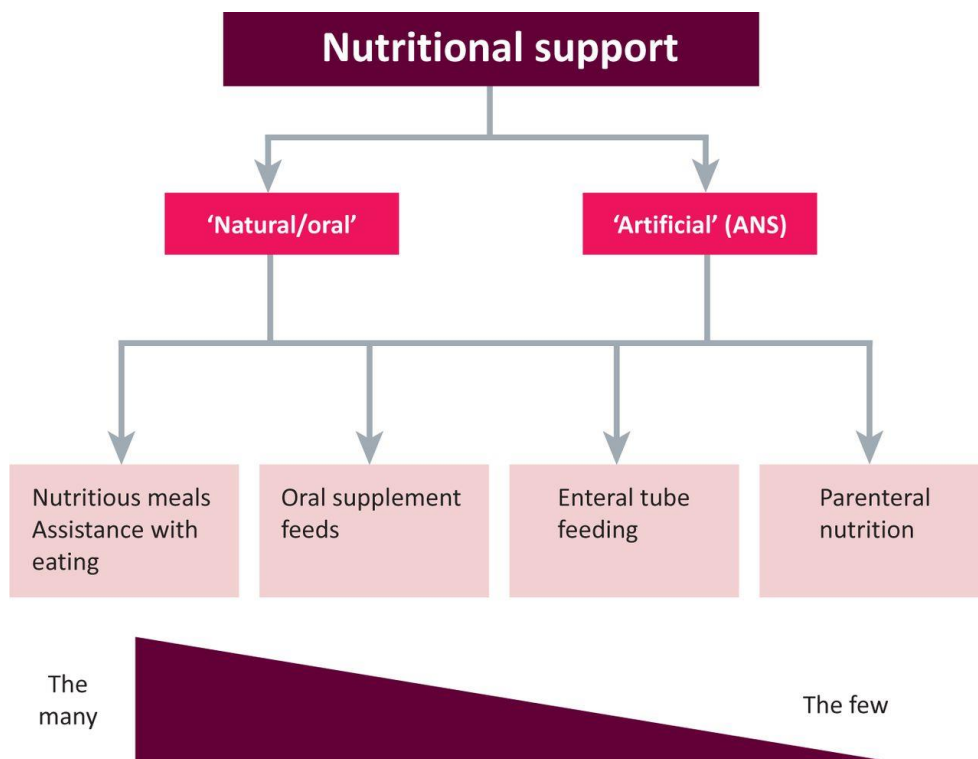 Nutritional support
‘Natural/oral’
‘Artificial’ (ANS)
Nutritious meals
Assistance with
eating
Oral supplement
feeds
Enteral tube
feeding
Parenteral
nutrition
The
many
The few